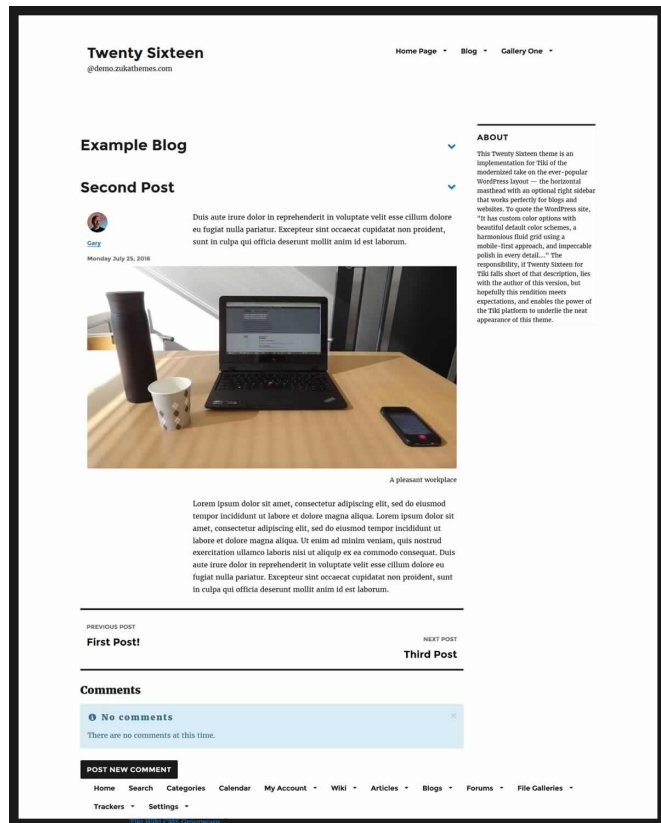 Twenty Sixteen
@demo.zukathemes.com
Home Page Blog Gallery One
Example Blog
Second Post
Gary
Monday July 25, 2016
Duis aute irure dolor in reprehenderit in voluptate velit esse cillum dolore
eu fugiat nulla pariatur. Excepteur sint occaecat cupidatat non proident,
sunt in culpa qui officia deserunt mollit anim id est laborum.
A pleasant workplace
Lorem ipsum dolor sit amet, consectetur adipiscing elit, sed do eiusmod
tempor incididunt ut labore et dolore magna aliqua. Lorem ipsum dolor sit
amet, consectetur adipiscing elit, sed do eiusmod tempor incididunt ut
labore et dolore magna aliqua. Ut enim ad minim veniam, quis nostrud
exercitation ullamco laboris nisi ut aliquip ex ea commodo consequat. Duis
aute irure dolor in reprehenderit in voluptate velit esse cillum dolore eu
fugiat nulla pariatur. Excepteur sint occaecat cupidatat non proident, sunt
in culpa qui officia deserunt mollit anim id est laborum.
PREVIOUS POST
First Post!
NEXT POST
Third Post
Comments
No comments
There are no comments at this time.
POST NEW COMMENT
ABOUT
This Twenty Sixteen theme is an
implementation for Tiki of the
modernized take on the ever-popular
WordPress layout — the horizontal
masthead with an optional right sidebar
that works perfectly for blogs and
websites. To quote the WordPress site,
"It has custom color options with
beautiful default color schemes, a
harmonious fluid grid using a
mobile-first approach, and impeccable
polish in every detail...." The
responsibility, if Twenty Sixteen for
Tiki falls short of that description, lies
with the author of this version, but
hopefully this rendition meets
expectations, and enables the power of
the Tiki platform to underlie the neat
appearance of this theme.
Home Search Categories Calendar My Account Wiki Articles Blogs Forums File Galleries
Trackers Settings
Tiki Wiki CMS Groupware